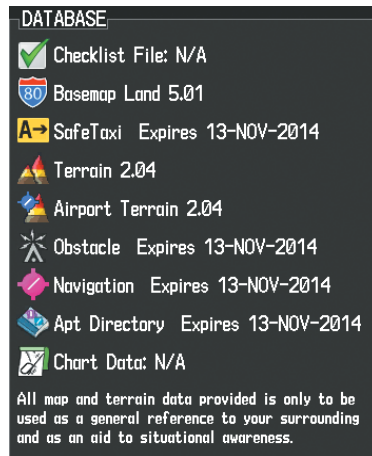 DATABASE
Checklist File: N/A
80 Basemap Land 5.01
A→ SafeTaxi Expires 13-NOV-2014
Terrain 2.04
Airport Terrain 2.04
Obstacle Expires 13-NOV-2014
Navigation Expires 13-NOV-2014
Apt Directory Expires 13-NOV-2014
Chart Data: N/A
All map and terrain data provided is only to be
used as a general reference to your surrounding
and as an aid to situational awareness.